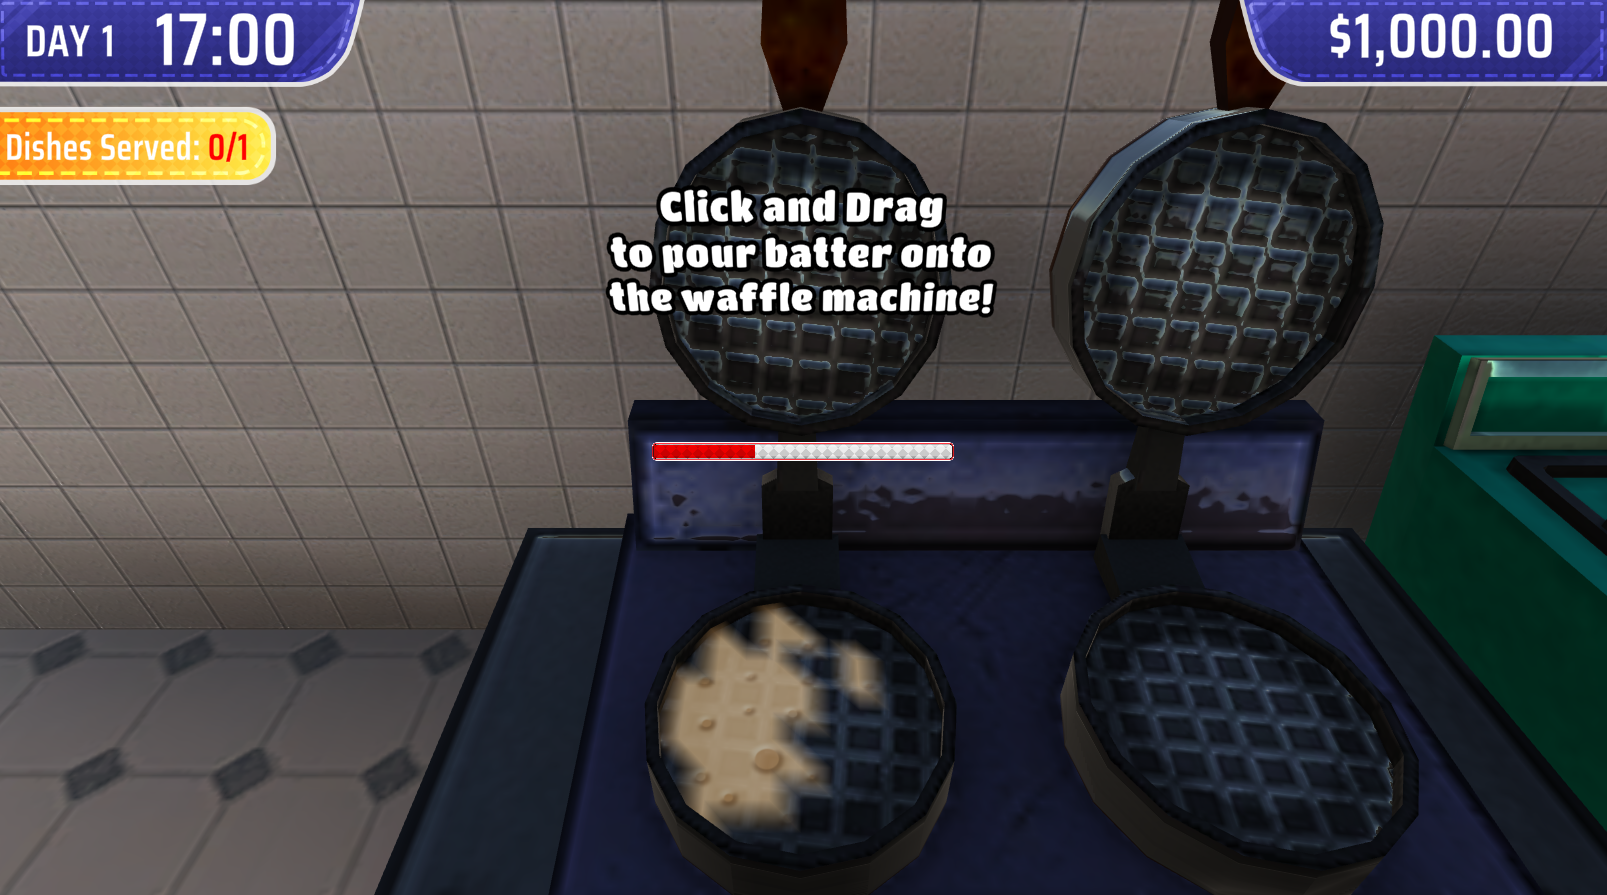 DAY 1 17:00
$1,000.00
Dishes Served: 0/1
Click and Drag
to pour batter onto
the waffle machine!